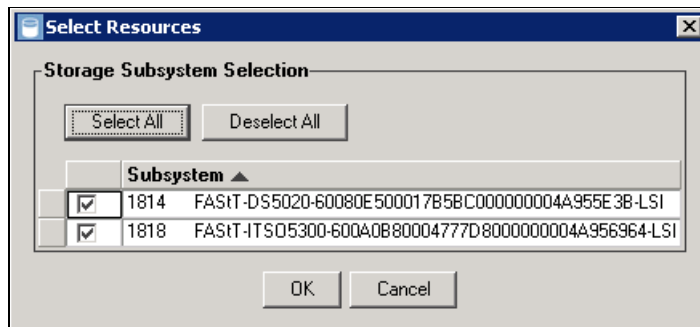 Select Resources
Storage Subsystem Selection
Select All Deselect All
Subsystem
1814 FAStT-DS5020-60080E500017B5BC000000004A955E3B-LSI
1818 FAStT-ITSO5300-600A0B80004777D8000000004A956964-LSI
OK Cancel